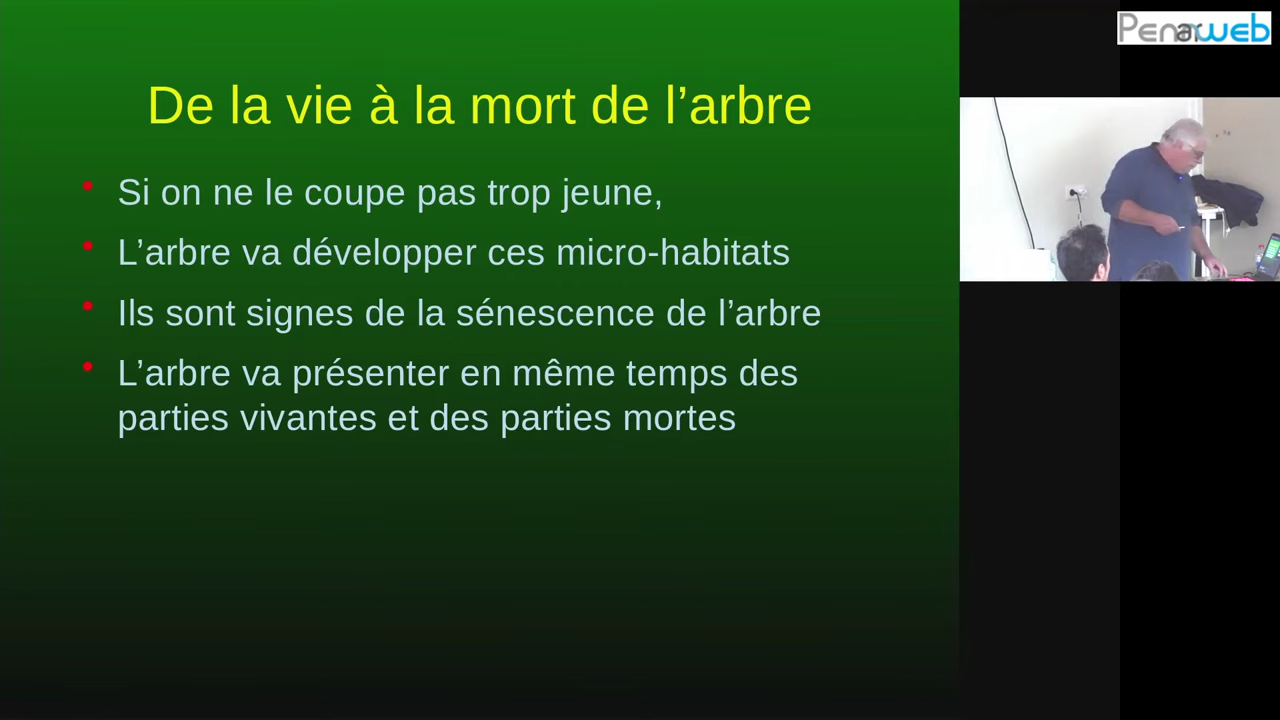 Penarweb
De la vie à la mort de l’arbre
Si on ne le coupe pas trop jeune,
L’arbre va développer ces micro-habitats
Ils sont signes de la sénescence de l’arbre
L’arbre va présenter en même temps des
parties vivantes et des parties mortes